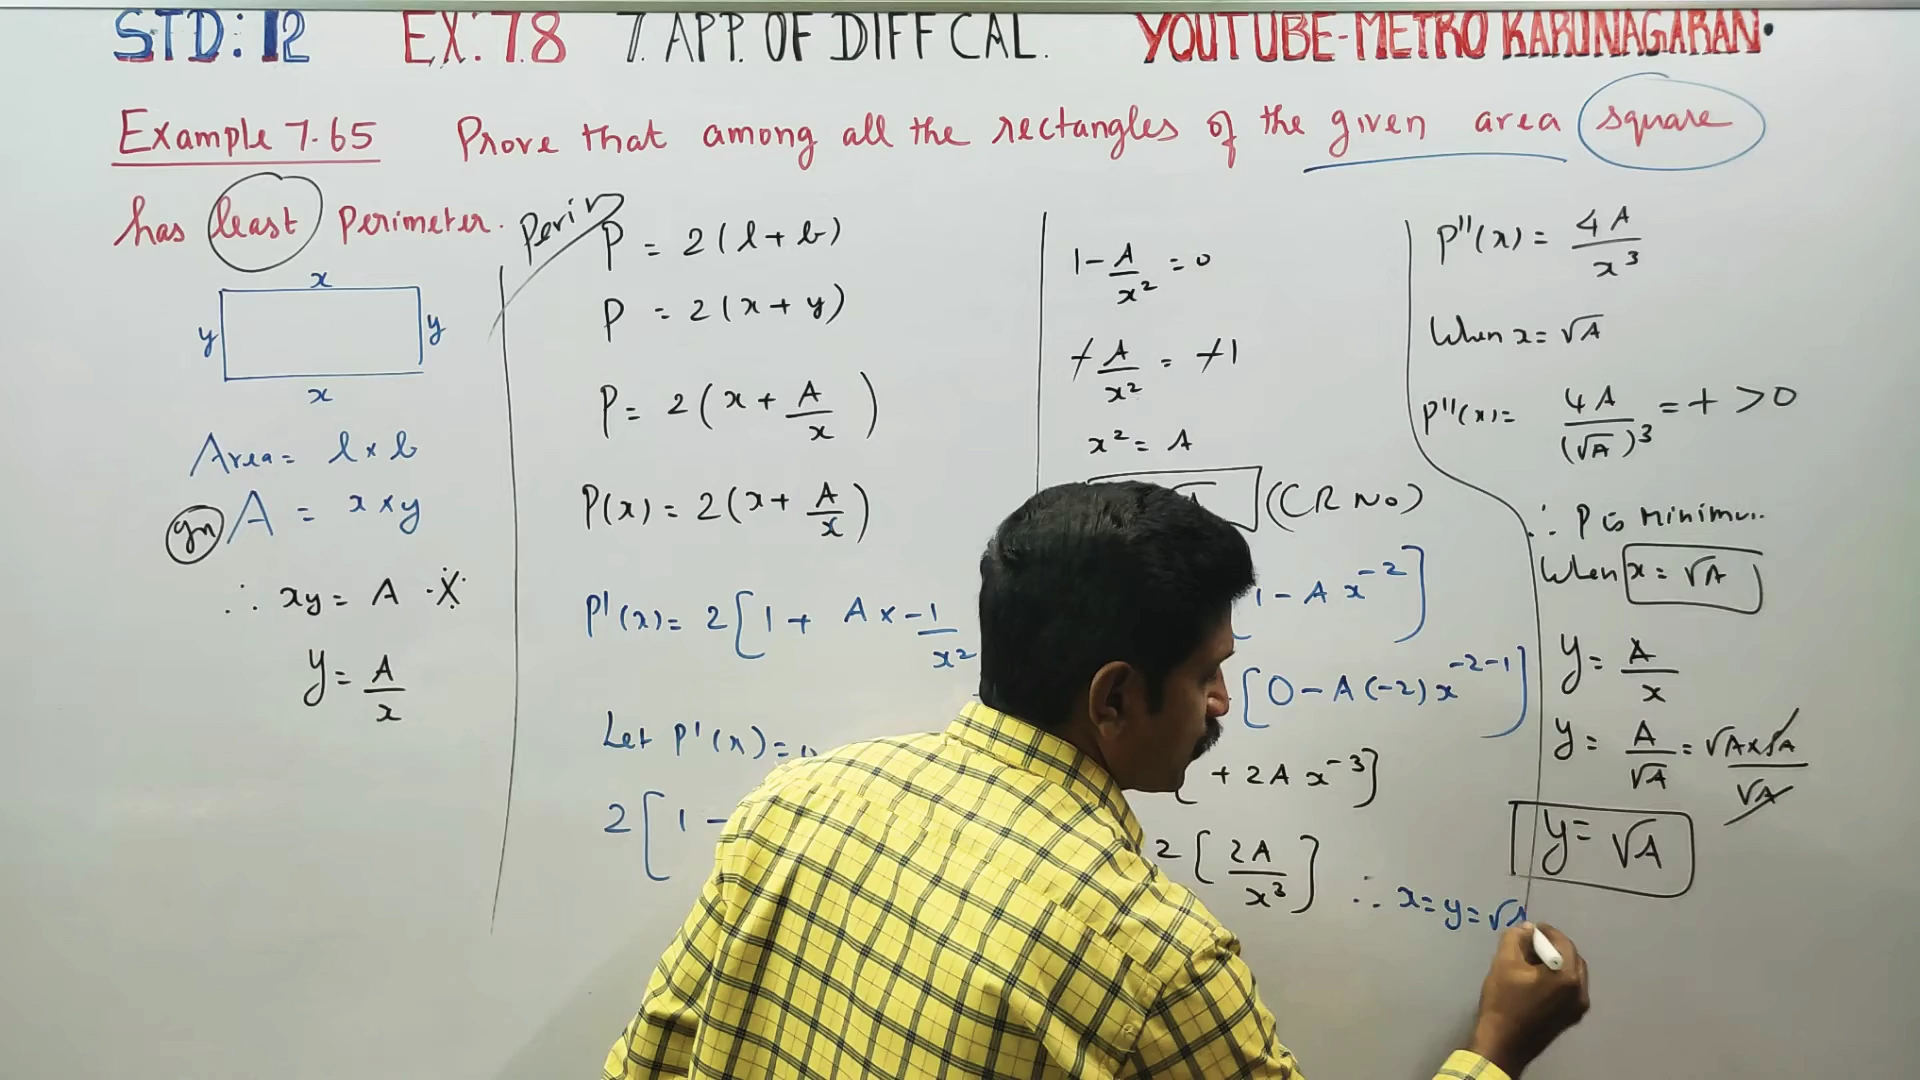 STD: 12 EX: 7.8 7. APP. OF DIFF CAL. YOUTUBE-METRO KARUNAGARAN.
Example 7.65 Prove that among all the rectangles of the given area square
has least perimeter.
x
y
y
x
Area = l x b
gn A = x x y
∴ xy = A
y = A/x
P = 2(l + b)
P = 2(x + y)
P = 2(x + A/x)
P(x) = 2(x + A/x)
P'(x) = 2[1 + A x -1/x²
Let P'(x) =
2[1 -
1 - A/x² = 0
-A/x² = -1
x² = A
(CR No)
1 - A x⁻²]
[0 - A(-2) x⁻²⁻¹]
+ 2A x⁻³]
2[2A/x³]
∴ x = y = √A
P''(x) = 4A/x³
When x = √A
P''(x) = 4A/(√A)³ = + > 0
∴ P is Minimum
When x = √A
y = A/x
y = A/√A = √A x √A/√A
y = √A